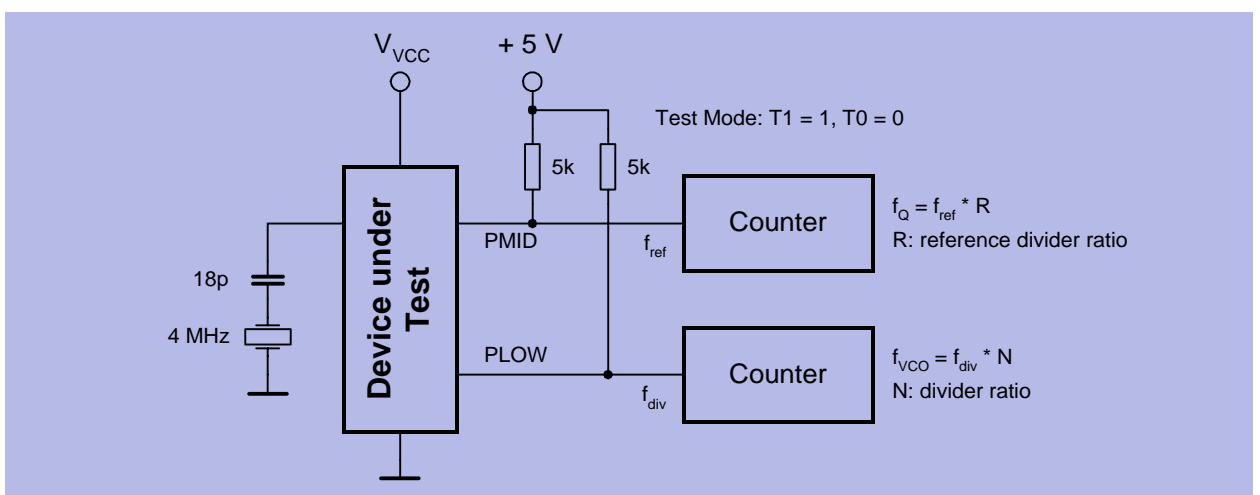 V_VCC
+ 5 V
Test Mode: T1 = 1, T0 = 0
5k
5k
Device under
Test
PMID
f_ref
Counter
f_Q = f_ref * R
R: reference divider ratio
18p
4 MHz
PLOW
f_div
Counter
f_VCO = f_div * N
N: divider ratio